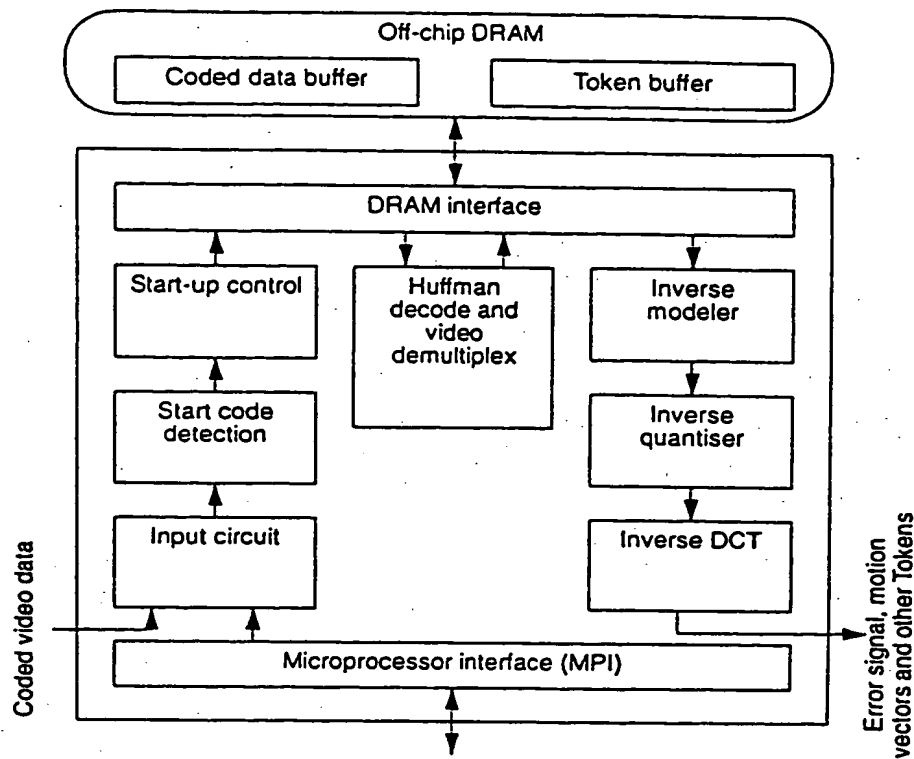 Off-chip DRAM
Coded data buffer
Token buffer
DRAM interface
Start-up control
Huffman
decode and
video
demultiplex
Inverse
modeler
Start code
detection
Inverse
quantiser
Input circuit
Inverse DCT
Coded video data
Microprocessor interface (MPI)
Error signal, motion
vectors and other Tokens